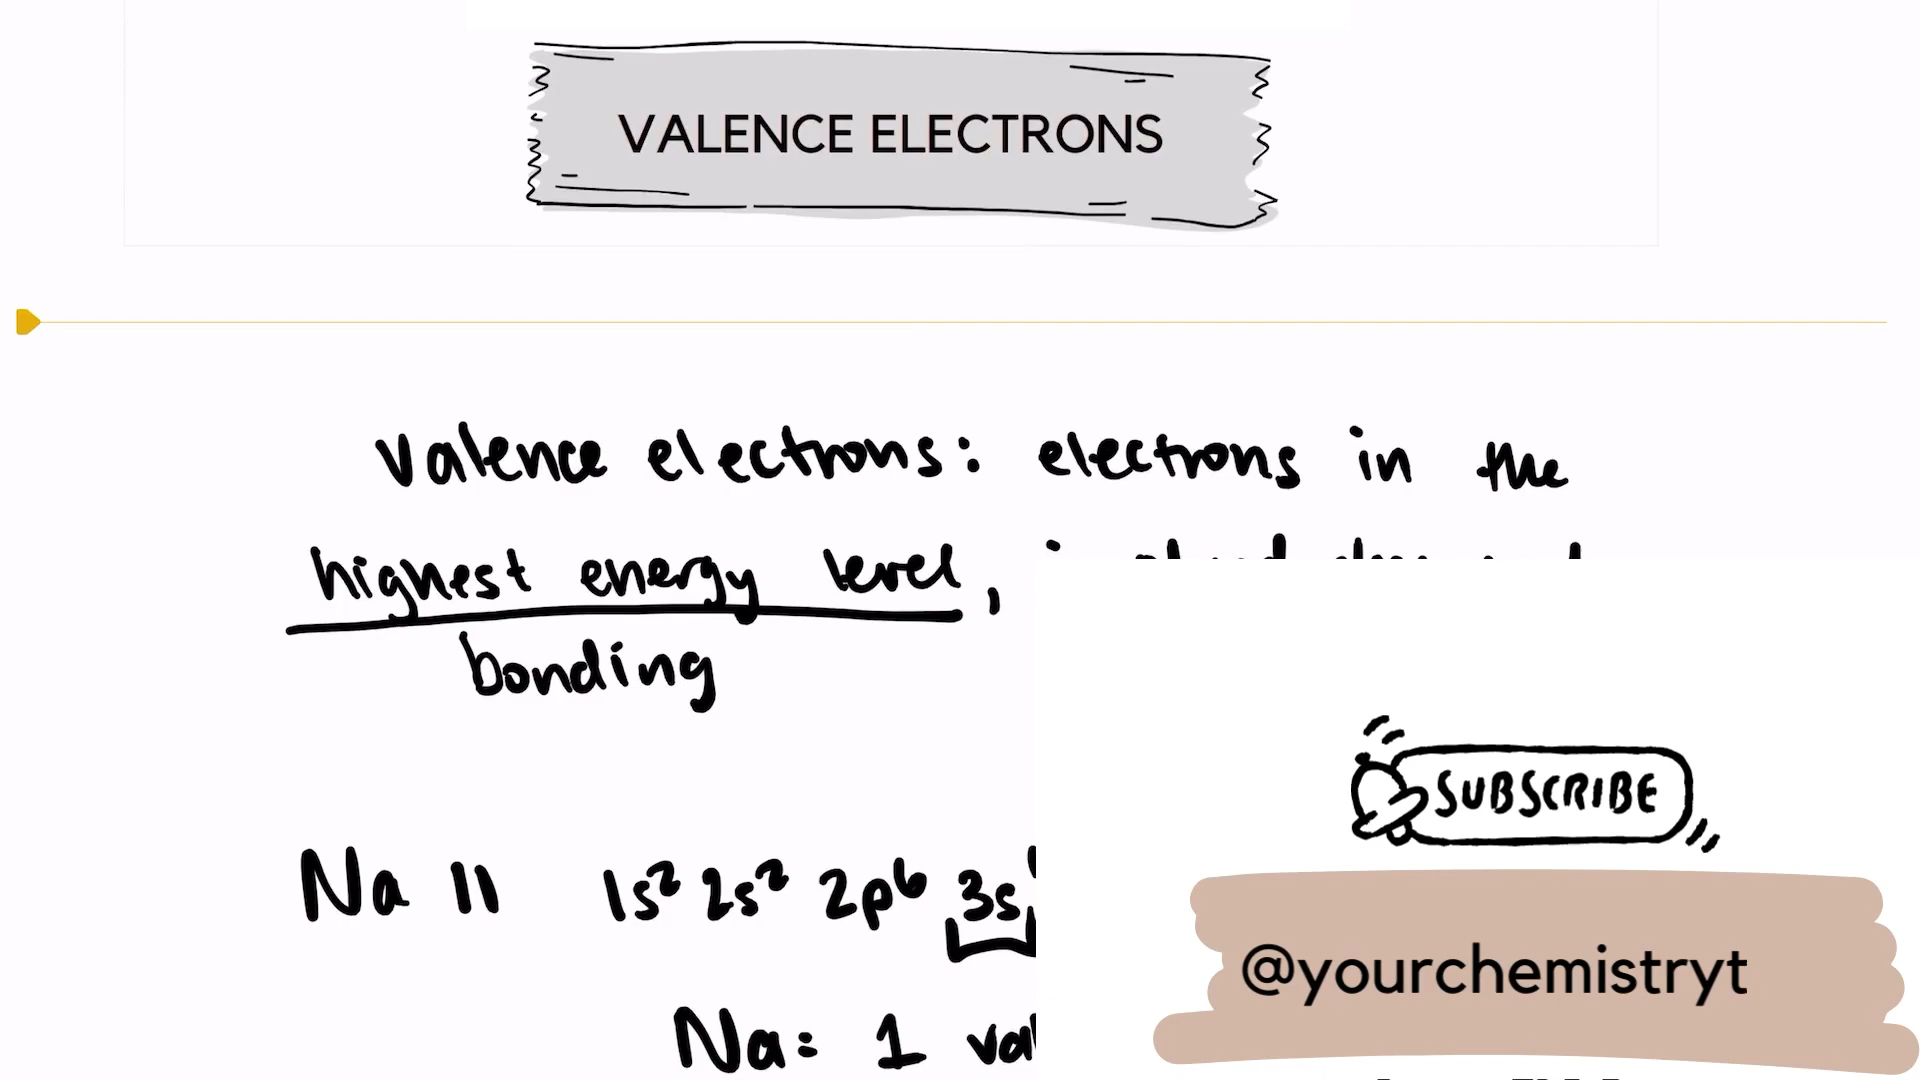 VALENCE ELECTRONS
valence electrons: electrons in the
highest energy level,
bonding
SUBSCRIBE
Na 11 1s² 2s² 2p⁶ 3s
@yourchemistryt
Na: 1